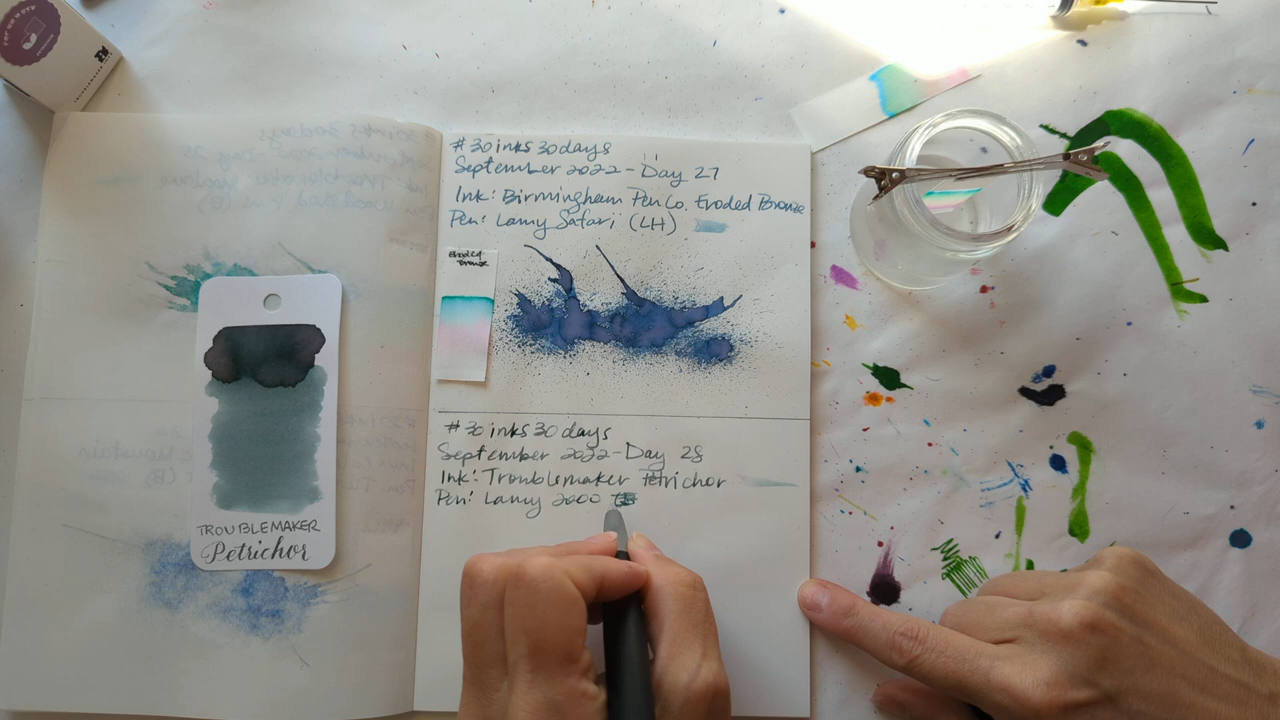 TROUBLEMAKER
Petrichor
#30inks30days
September 2022-Day 27
Ink: Birmingham Pen Co. Eroded Bronze
Pen: Lamy Safari (LH)
Eroded
Bronze
#30inks30days
September 2022-Day 28
Ink: Troublemaker Petrichor
Pen: Lamy 2000